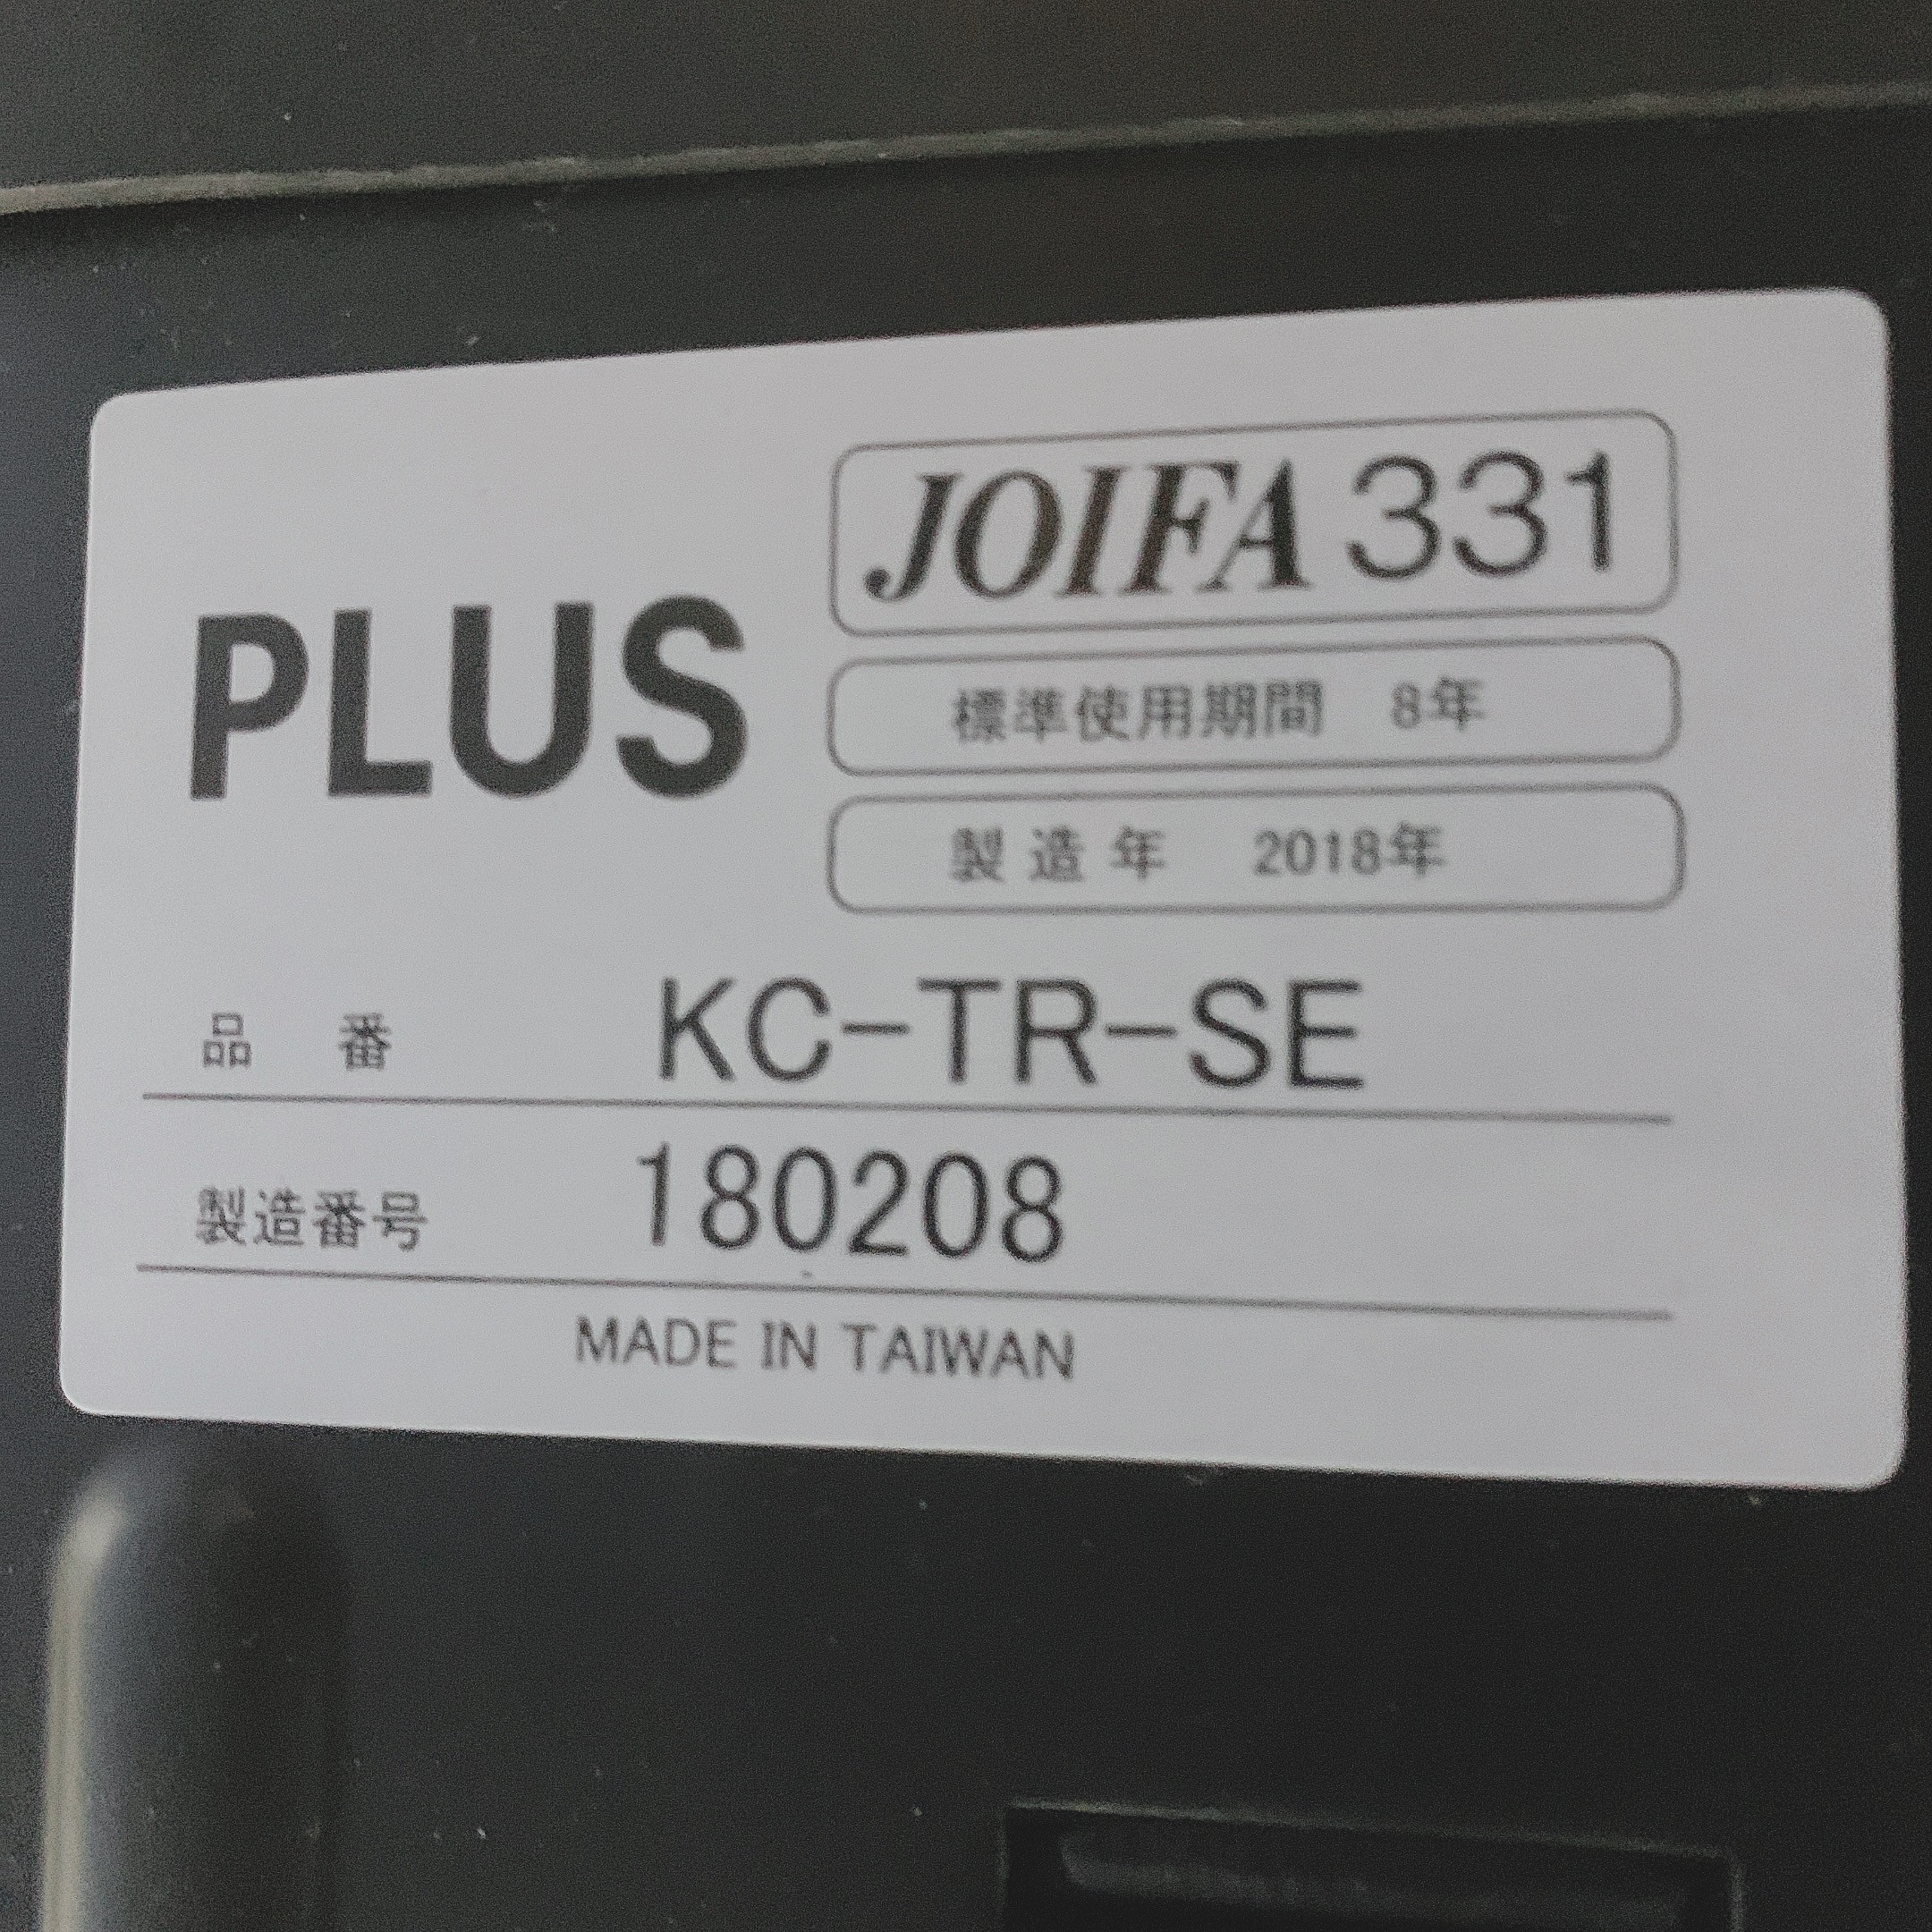 JOIFA 331
PLUS
標準使用期間 8年
製造年 2018年
品番 KC-TR-SE
製造番号 180208
MADE IN TAIWAN